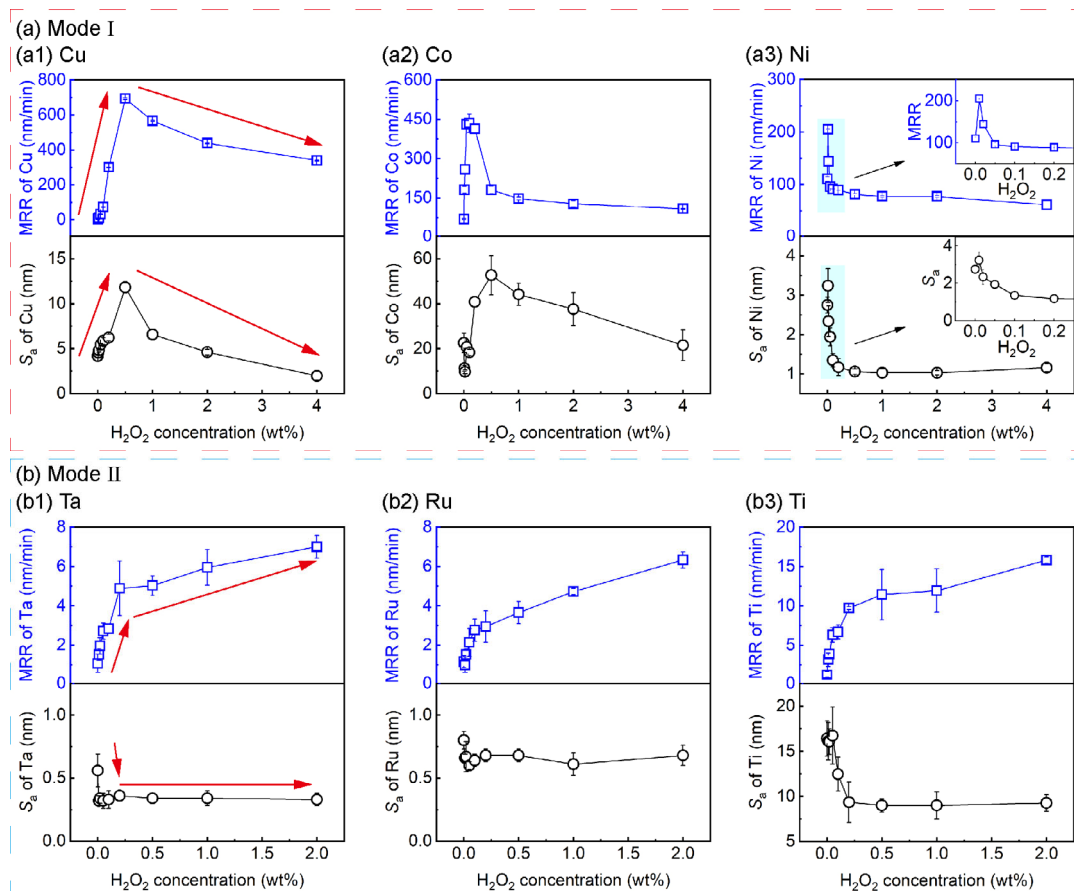 (a) Mode I
(a1) Cu
(a2) Co
(a3) Ni
MRR of Cu (nm/min)
800
600
400
200
0
Sₐ of Cu (nm)
15
10
5
0
0 1 2 3 4
H₂O₂ concentration (wt%)
MRR of Co (nm/min)
600
450
300
150
0
Sₐ of Co (nm)
60
40
20
0
0 1 2 3 4
H₂O₂ concentration (wt%)
MRR of Ni (nm/min)
300
250
200
150
100
50
0
MRR
200
100
0.0 0.1 0.2
H₂O₂
Sₐ of Ni (nm)
4
3
2
1
Sₐ
4
2
0
0.0 0.1 0.2
H₂O₂
0 1 2 3 4
H₂O₂ concentration (wt%)
(b) Mode II
(b1) Ta
(b2) Ru
(b3) Ti
MRR of Ta (nm/min)
8
6
4
2
0
Sₐ of Ta (nm)
1.0
0.5
0.0
0.0 0.5 1.0 1.5 2.0
H₂O₂ concentration (wt%)
MRR of Ru (nm/min)
8
6
4
2
0
Sₐ of Ru (nm)
1.0
0.5
0.0
0.0 0.5 1.0 1.5 2.0
H₂O₂ concentration (wt%)
MRR of Ti (nm/min)
20
15
10
5
0
Sₐ of Ti (nm)
20
15
10
5
0.0 0.5 1.0 1.5 2.0
H₂O₂ concentration (wt%)